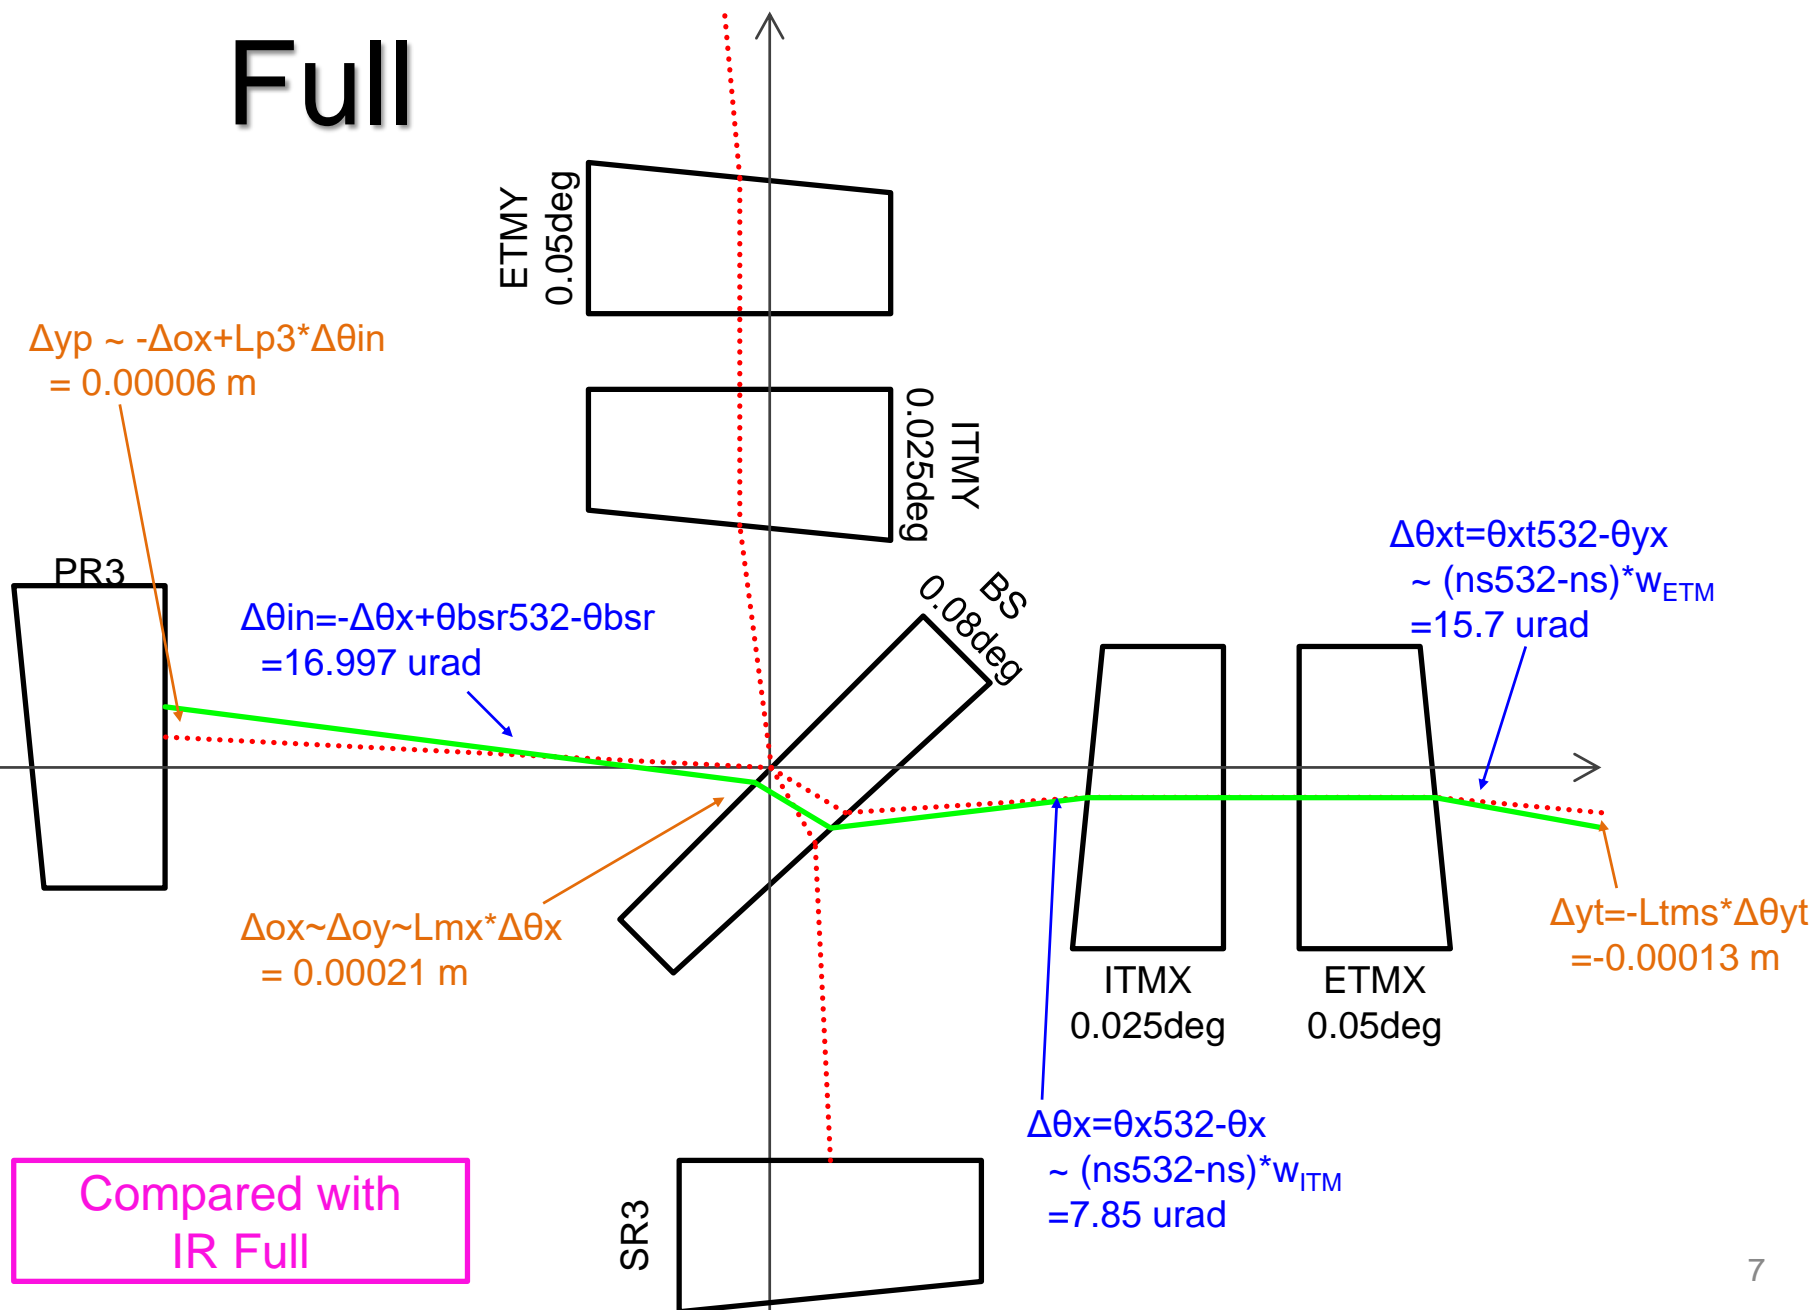 Full
ETMY
0.05deg
Δyp ~ -Δox+Lp3*Δθin
= 0.00006 m
ITMY
0.025deg
PR3
Δθin=-Δθx+θbsr532-θbsr
=16.997 urad
BS
0.08deg
Δθxt=θxt532-θyx
~ (ns532-ns)*wETM
=15.7 urad
Δox~Δoy~Lmx*Δθx
= 0.00021 m
ITMX
0.025deg
ETMX
0.05deg
Δyt=-Ltms*Δθyt
=-0.00013 m
Δθx=θx532-θx
~ (ns532-ns)*wITM
=7.85 urad
Compared with
IR Full
SR3
7